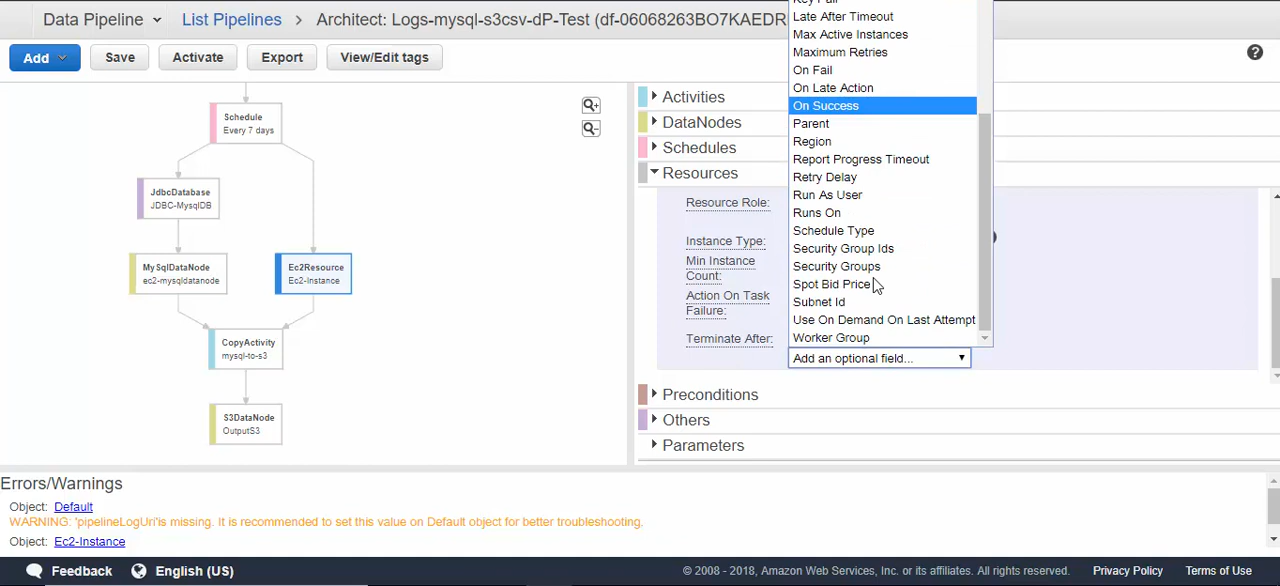 Data Pipeline
List Pipelines > Architect: Logs-mysql-s3csv-dP-Test (df-06068263BO7KAEDR
Add
Save
Activate
Export
View/Edit tags
Schedule
Every 7 days
JdbcDatabase
JDBC-MysqlDB
MySqlDataNode
ec2-mysqldatanode
Ec2Resource
Ec2-Instance
CopyActivity
mysql-to-s3
S3DataNode
OutputS3
Activities
DataNodes
Schedules
Resources
Resource Role:
Instance Type:
Min Instance
Count:
Action On Task
Failure:
Terminate After:
Late After Timeout
Max Active Instances
Maximum Retries
On Fail
On Late Action
On Success
Parent
Region
Report Progress Timeout
Retry Delay
Run As User
Runs On
Schedule Type
Security Group Ids
Security Groups
Spot Bid Price
Subnet Id
Use On Demand On Last Attempt
Worker Group
Add an optional field...
Preconditions
Others
Parameters
Errors/Warnings
Object: Default
WARNING: 'pipelineLogUri'is missing. It is recommended to set this value on Default object for better troubleshooting.
Object: Ec2-Instance
Feedback
English (US)
© 2008 - 2018, Amazon Web Services, Inc. or its affiliates. All rights reserved.
Privacy Policy
Terms of Use